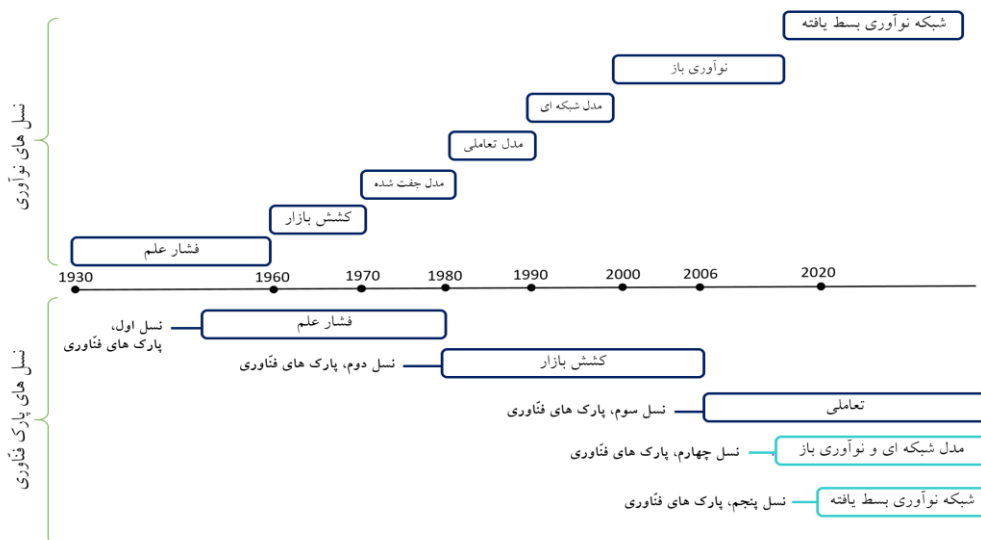 شبکه نوآوری بسط یافته
نوآوری باز
مدل شبکه ای
مدل تعاملی
مدل جفت شده
کشش بازار
فشار علم
نسل های نوآوری
1930 1960 1970 1980 1990 2000 2006 2020
فشار علم
نسل اول،
پارک های فنّاوری
کشش بازار
نسل دوم، پارک های فنّاوری
تعاملی
نسل سوم، پارک های فنّاوری
مدل شبکه ای و نوآوری باز
نسل چهارم، پارک های فنّاوری
شبکه نوآوری بسط یافته
نسل پنجم، پارک های فنّاوری
نسل های پارک فنّاوری